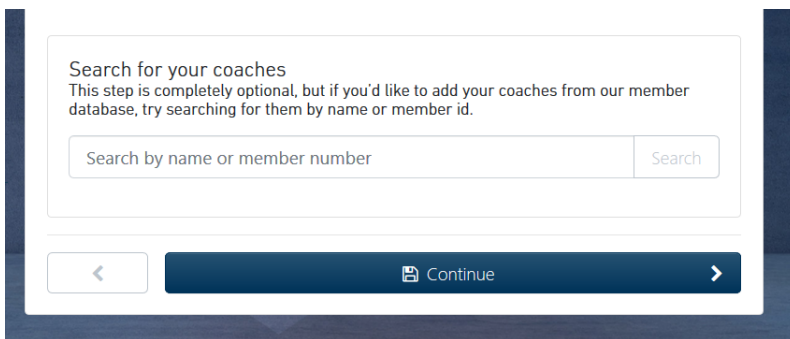 Search for your coaches
This step is completely optional, but if you'd like to add your coaches from our member
database, try searching for them by name or member id.
Search by name or member number
Search
Continue